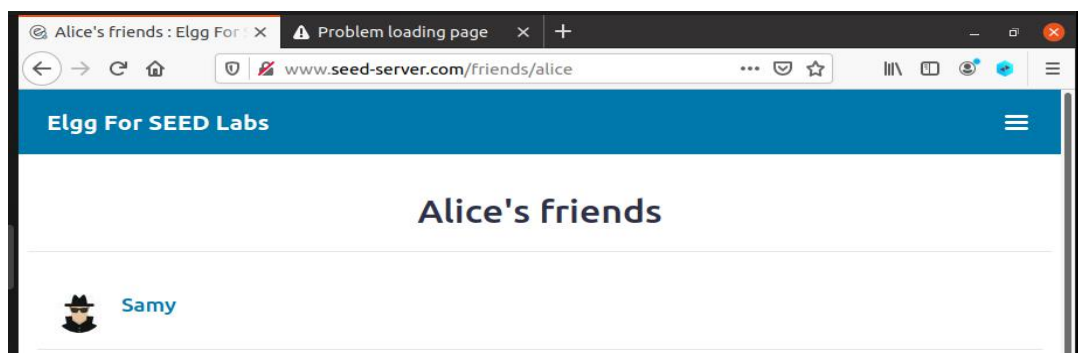 Alice's friends : Elgg For
Problem loading page
www.seed-server.com/friends/alice
Elgg For SEED Labs
Alice's friends
Samy